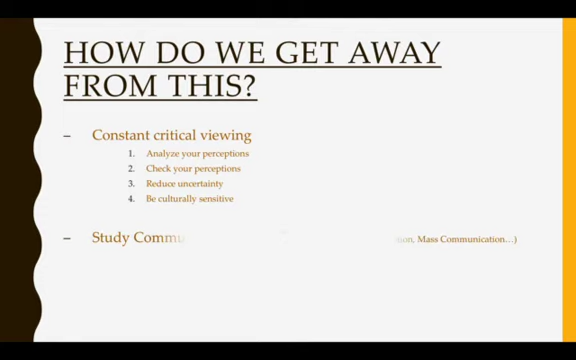 HOW DO WE GET AWAY
FROM THIS?
– Constant critical viewing
1. Analyze your perceptions
2. Check your perceptions
3. Reduce uncertainty
4. Be culturally sensitive
– Study Mass Communication…)